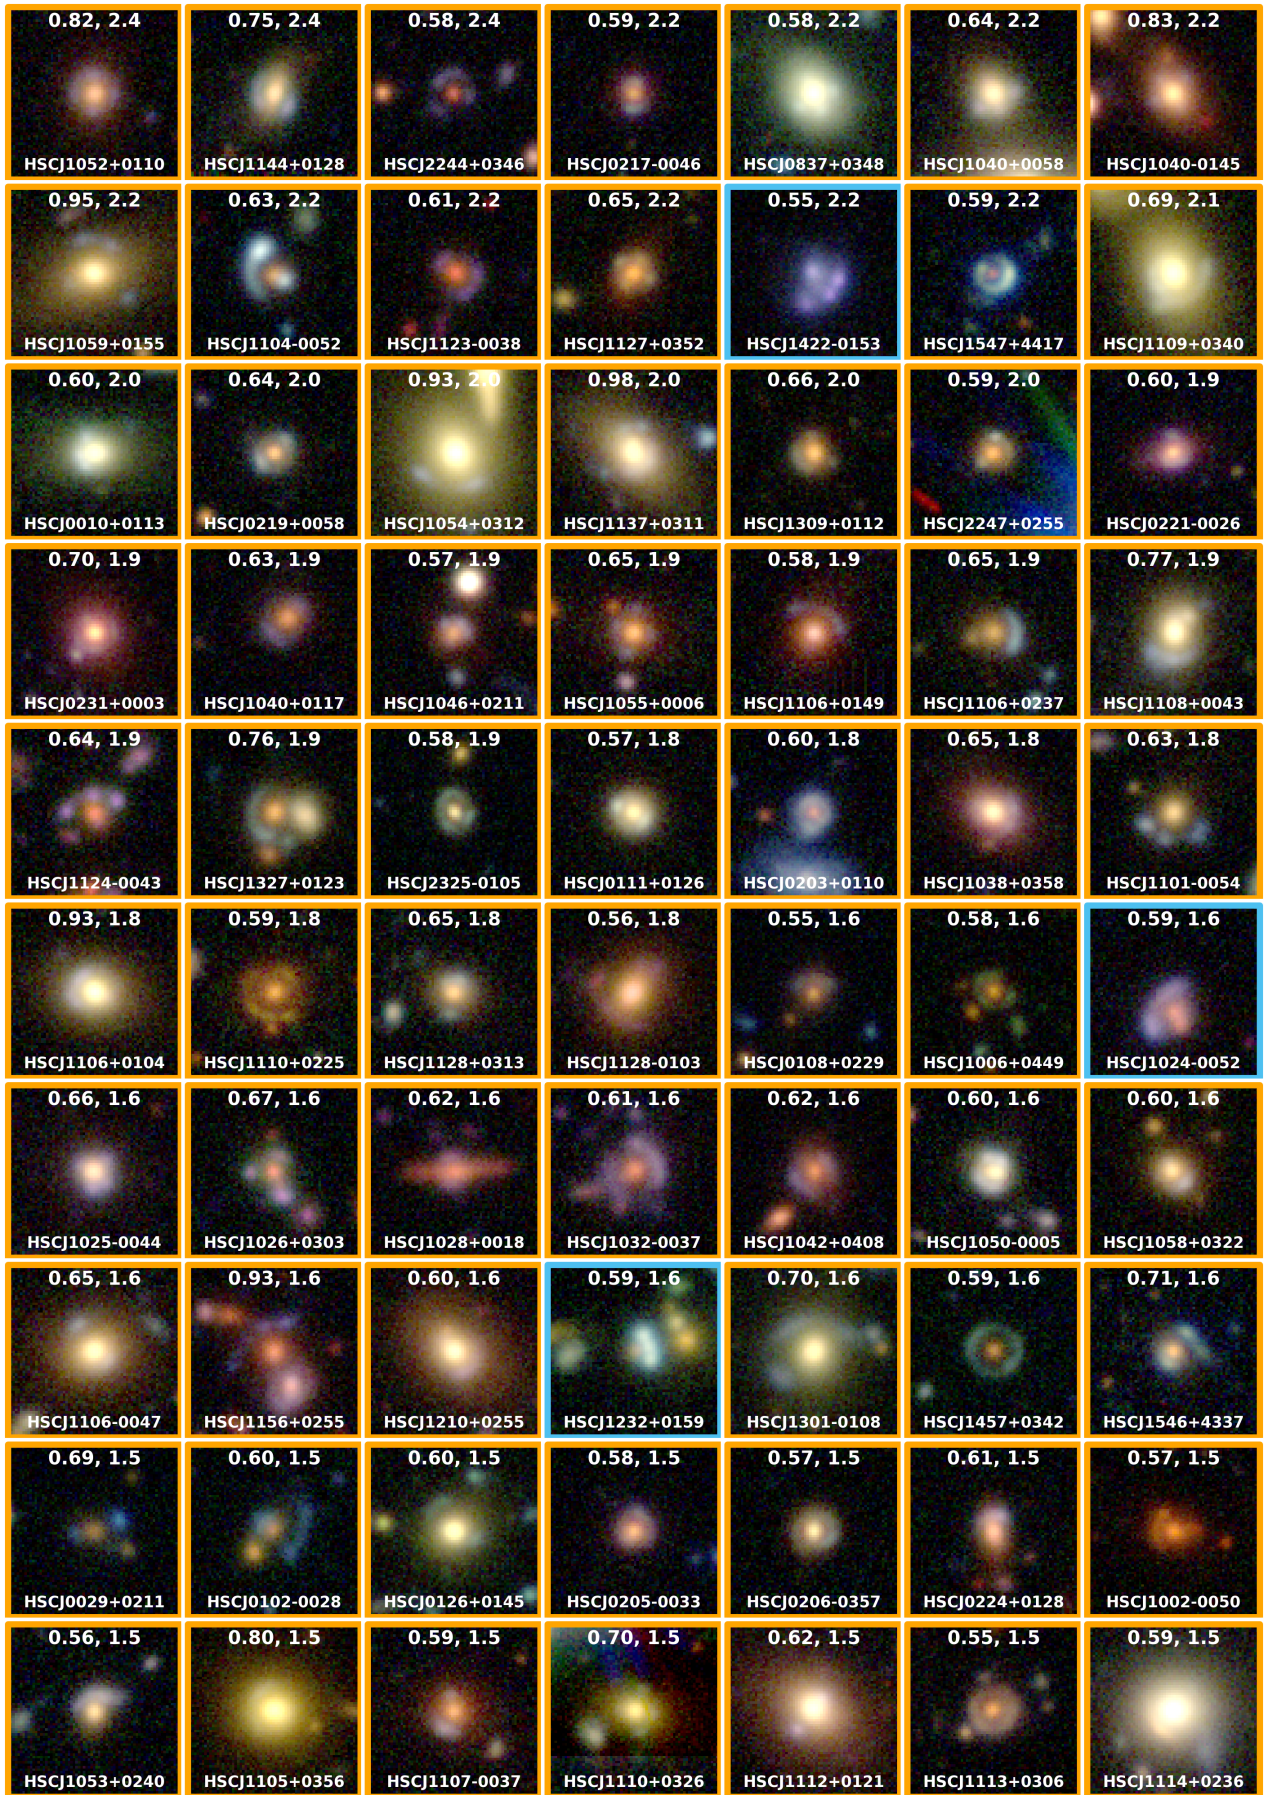 0.82, 2.4 0.75, 2.4 0.58, 2.4 0.59, 2.2 0.58, 2.2 0.64, 2.2 0.83, 2.2
HSCJ1052+0110 HSCJ1144+0128 HSCJ2244+0346 HSCJ0217-0046 HSCJ0837+0348 HSCJ1040+0058 HSCJ1040-0145
0.95, 2.2 0.63, 2.2 0.61, 2.2 0.65, 2.2 0.55, 2.2 0.59, 2.2 0.69, 2.1
HSCJ1059+0155 HSCJ1104-0052 HSCJ1123-0038 HSCJ1127+0352 HSCJ1422-0153 HSCJ1547+4417 HSCJ1109+0340
0.60, 2.0 0.64, 2.0 0.93, 2.0 0.98, 2.0 0.66, 2.0 0.59, 2.0 0.60, 1.9
HSCJ0010+0113 HSCJ0219+0058 HSCJ1054+0312 HSCJ1137+0311 HSCJ1309+0112 HSCJ2247+0255 HSCJ0221-0026
0.70, 1.9 0.63, 1.9 0.57, 1.9 0.65, 1.9 0.58, 1.9 0.65, 1.9 0.77, 1.9
HSCJ0231+0003 HSCJ1040+0117 HSCJ1046+0211 HSCJ1055+0006 HSCJ1106+0149 HSCJ1106+0237 HSCJ1108+0043
0.64, 1.9 0.76, 1.9 0.58, 1.9 0.57, 1.8 0.60, 1.8 0.65, 1.8 0.63, 1.8
HSCJ1124-0043 HSCJ1327+0123 HSCJ2325-0105 HSCJ0111+0126 HSCJ0203+0110 HSCJ1038+0358 HSCJ1101-0054
0.93, 1.8 0.59, 1.8 0.65, 1.8 0.56, 1.8 0.55, 1.6 0.58, 1.6 0.59, 1.6
HSCJ1106+0104 HSCJ1110+0225 HSCJ1128+0313 HSCJ1128-0103 HSCJ0108+0229 HSCJ1006+0449 HSCJ1024-0052
0.66, 1.6 0.67, 1.6 0.62, 1.6 0.61, 1.6 0.62, 1.6 0.60, 1.6 0.60, 1.6
HSCJ1025-0044 HSCJ1026+0303 HSCJ1028+0018 HSCJ1032-0037 HSCJ1042+0408 HSCJ1050-0005 HSCJ1058+0322
0.65, 1.6 0.93, 1.6 0.60, 1.6 0.59, 1.6 0.70, 1.6 0.59, 1.6 0.71, 1.6
HSCJ1106-0047 HSCJ1156+0255 HSCJ1210+0255 HSCJ1232+0159 HSCJ1301-0108 HSCJ1457+0342 HSCJ1546+4337
0.69, 1.5 0.60, 1.5 0.60, 1.5 0.58, 1.5 0.57, 1.5 0.61, 1.5 0.57, 1.5
HSCJ0029+0211 HSCJ0102-0028 HSCJ0126+0145 HSCJ0205-0033 HSCJ0206-0357 HSCJ0224+0128 HSCJ1002-0050
0.56, 1.5 0.80, 1.5 0.59, 1.5 0.70, 1.5 0.62, 1.5 0.55, 1.5 0.59, 1.5
HSCJ1053+0240 HSCJ1105+0356 HSCJ1107-0037 HSCJ1110+0326 HSCJ1112+0121 HSCJ1113+0306 HSCJ1114+0236